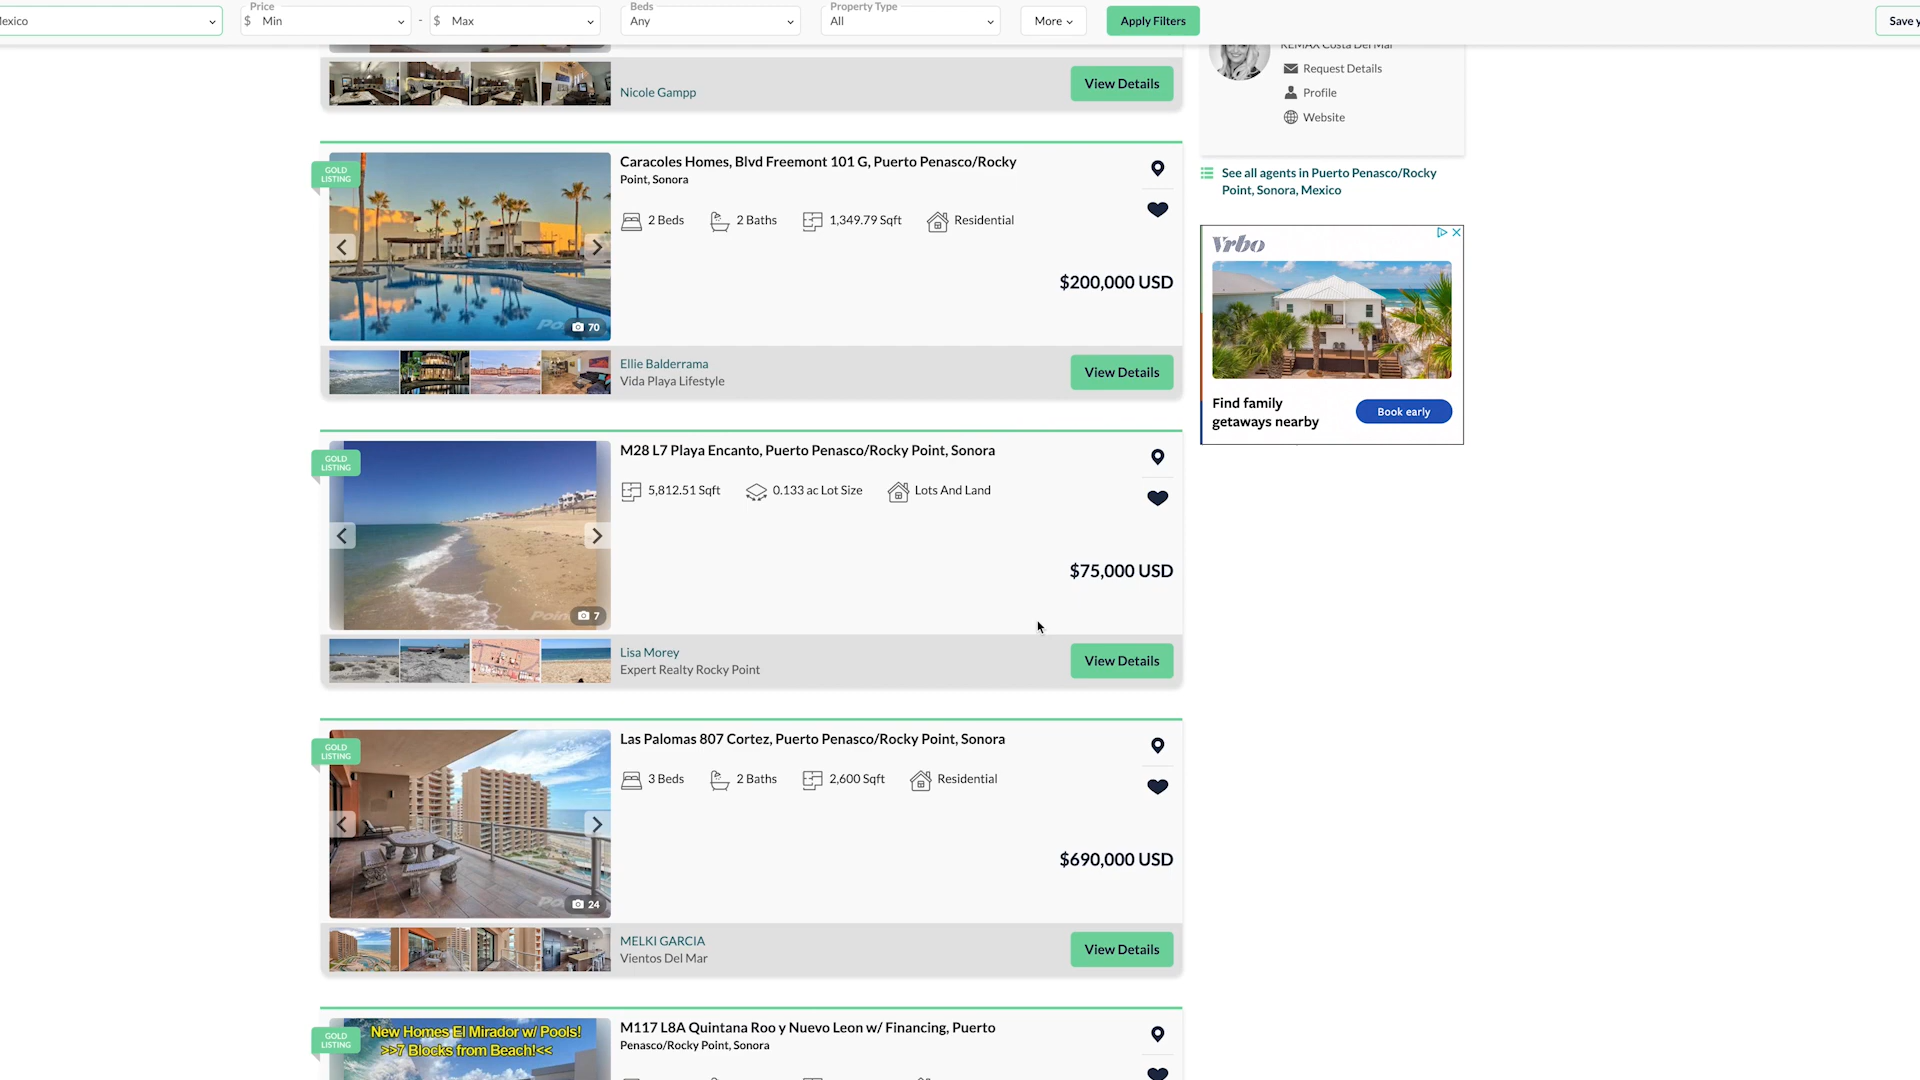 exico
Price
$ Min
-
$ Max
Beds
Any
Property Type
All
More
Apply Filters
Save y
REMAX Costa Del Mar
Request Details
Profile
Website
Nicole Gampp
View Details
See all agents in Puerto Penasco/Rocky
Point, Sonora, Mexico
GOLD
LISTING
Caracoles Homes, Blvd Freemont 101 G, Puerto Penasco/Rocky
Point, Sonora
2 Beds
2 Baths
1,349.79 Sqft
Residential
$200,000 USD
70
Ellie Balderrama
Vida Playa Lifestyle
View Details
Vrbo
Find family
getaways nearby
Book early
GOLD
LISTING
M28 L7 Playa Encanto, Puerto Penasco/Rocky Point, Sonora
5,812.51 Sqft
0.133 ac Lot Size
Lots And Land
$75,000 USD
7
Lisa Morey
Expert Realty Rocky Point
View Details
GOLD
LISTING
Las Palomas 807 Cortez, Puerto Penasco/Rocky Point, Sonora
3 Beds
2 Baths
2,600 Sqft
Residential
$690,000 USD
24
MELKI GARCIA
Vientos Del Mar
View Details
GOLD
LISTING
New Homes El Mirador w/ Pools!
>>7 Blocks from Beach!<<
M117 L8A Quintana Roo y Nuevo Leon w/ Financing, Puerto
Penasco/Rocky Point, Sonora